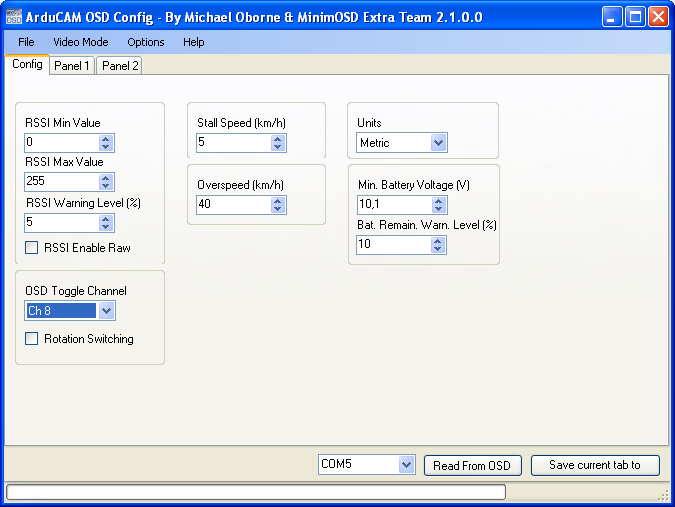 ArduCAM OSD Config - By Michael Oborne & MinimOSD Extra Team 2.1.0.0
File Video Mode Options Help
Config Panel 1 Panel 2
RSSI Min Value
0
RSSI Max Value
255
RSSI Warning Level (%)
5
RSSI Enable Raw
OSD Toggle Channel
Ch 8
Rotation Switching
Stall Speed (km/h)
5
Overspeed (km/h)
40
Units
Metric
Min. Battery Voltage (V)
10,1
Bat. Remain. Warn. Level (%)
10
COM5 Read From OSD Save current tab to